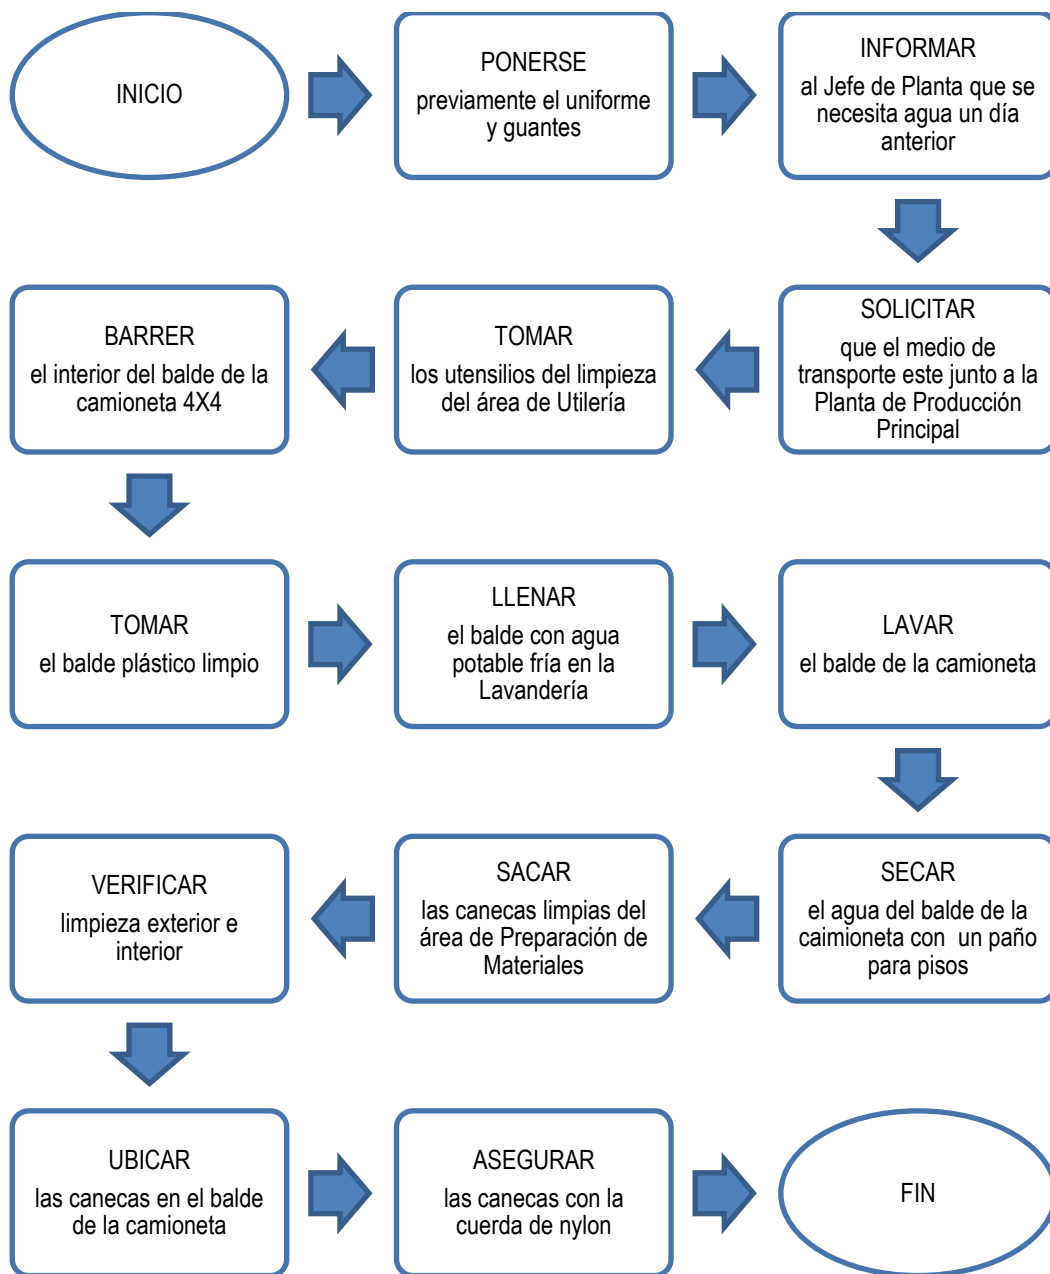 INICIO
PONERSE
previamente el uniforme
y guantes
INFORMAR
al Jefe de Planta que se
necesita agua un día
anterior
SOLICITAR
que el medio de
transporte este junto a la
Planta de Producción
Principal
TOMAR
los utensilios del limpieza
del área de Utilería
BARRER
el interior del balde de la
camioneta 4X4
TOMAR
el balde plástico limpio
LLENAR
el balde con agua
potable fría en la
Lavandería
LAVAR
el balde de la camioneta
SECAR
el agua del balde de la
caimioneta con un paño
para pisos
SACAR
las canecas limpias del
área de Preparación de
Materiales
VERIFICAR
limpieza exterior e
interior
UBICAR
las canecas en el balde
de la camioneta
ASEGURAR
las canecas con la
cuerda de nylon
FIN